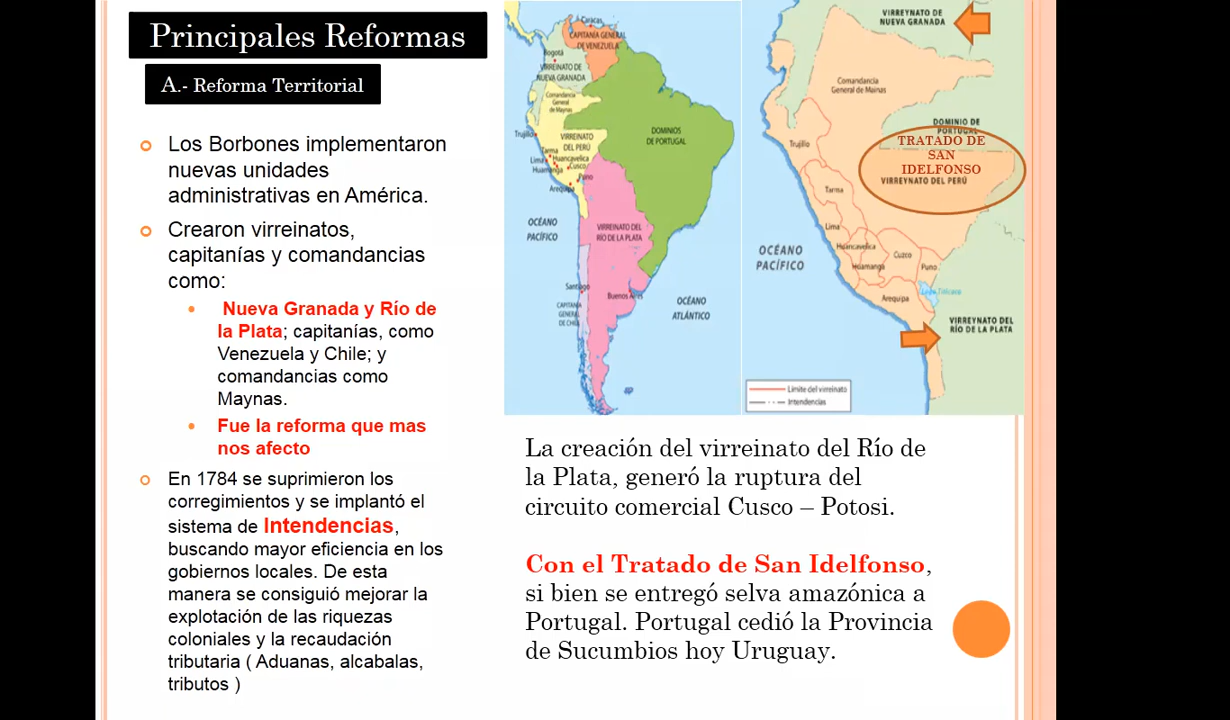 Principales Reformas
A.- Reforma Territorial
Los Borbones implementaron
nuevas unidades
administrativas en América.
Crearon virreinatos,
capitanías y comandancias
como:
Nueva Granada y Río de
la Plata; capitanías, como
Venezuela y Chile; y
comandancias como
Maynas.
Fue la reforma que mas
nos afecto
En 1784 se suprimieron los
corregimientos y se implantó el
sistema de Intendencias,
buscando mayor eficiencia en los
gobiernos locales. De esta
manera se consiguió mejorar la
explotación de las riquezas
coloniales y la recaudación
tributaria ( Aduanas, alcabalas,
tributos )
Caracas
CAPITANÍA GENERAL
DE VENEZUELA
Bogotá
VIRREINATO DE
NUEVA GRANADA
Comandancia
General
de Maynas
Trujillo
VIRREINATO
DEL PERÚ
Tarma
Lima
Huancavelica
Huamanga
Cusco
Puno
Arequipa
DOMINIOS
DE PORTUGAL
OCÉANO
PACÍFICO
VIRREINATO DEL
RÍO DE LA PLATA
Santiago
Buenos Aires
CAPITANÍA
GENERAL
DE CHILE
OCÉANO
ATLÁNTICO
VIRREYNATO DE
NUEVA GRANADA
Comandancia
General de Mainas
DOMINIO DE
PORTUGAL
TRATADO DE
SAN
IDELFONSO
VIRREYNATO DEL PERÚ
Trujillo
Tarma
Lima
Huancavelica
Huamanga
Cuzco
Puno
Arequipa
Lago Titicaca
OCÉANO
PACÍFICO
VIRREYNATO DEL
RÍO DE LA PLATA
Límite del virreinato
Intendencias
La creación del virreinato del Río de
la Plata, generó la ruptura del
circuito comercial Cusco – Potosi.
Con el Tratado de San Idelfonso,
si bien se entregó selva amazónica a
Portugal. Portugal cedió la Provincia
de Sucumbios hoy Uruguay.